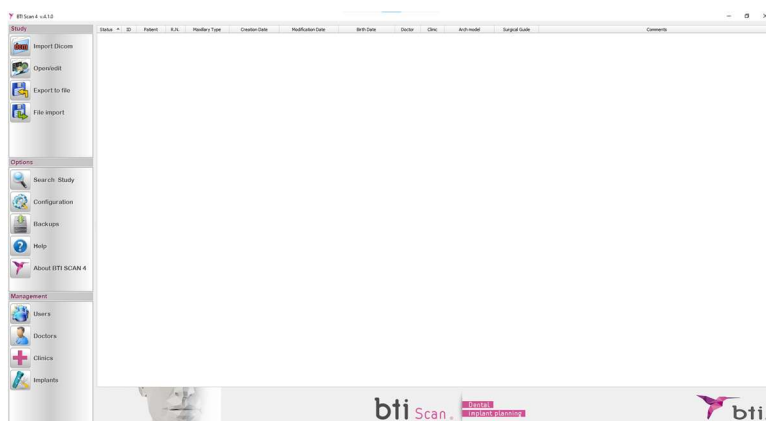 BTI Scan 4 v.4.1.0
Study
Import Dicom
Open/edit
Export to file
File import
Options
Search Study
Configuration
Backups
Help
About BTI SCAN 4
Management
Users
Doctors
Clinics
Implants
Status ID Patient R.N. Maxillary Type Creation Date Modification Date Birth Date Doctor Clinic Arch model Surgical Guide Comments
bti Scan. Dental
implant planning
bti